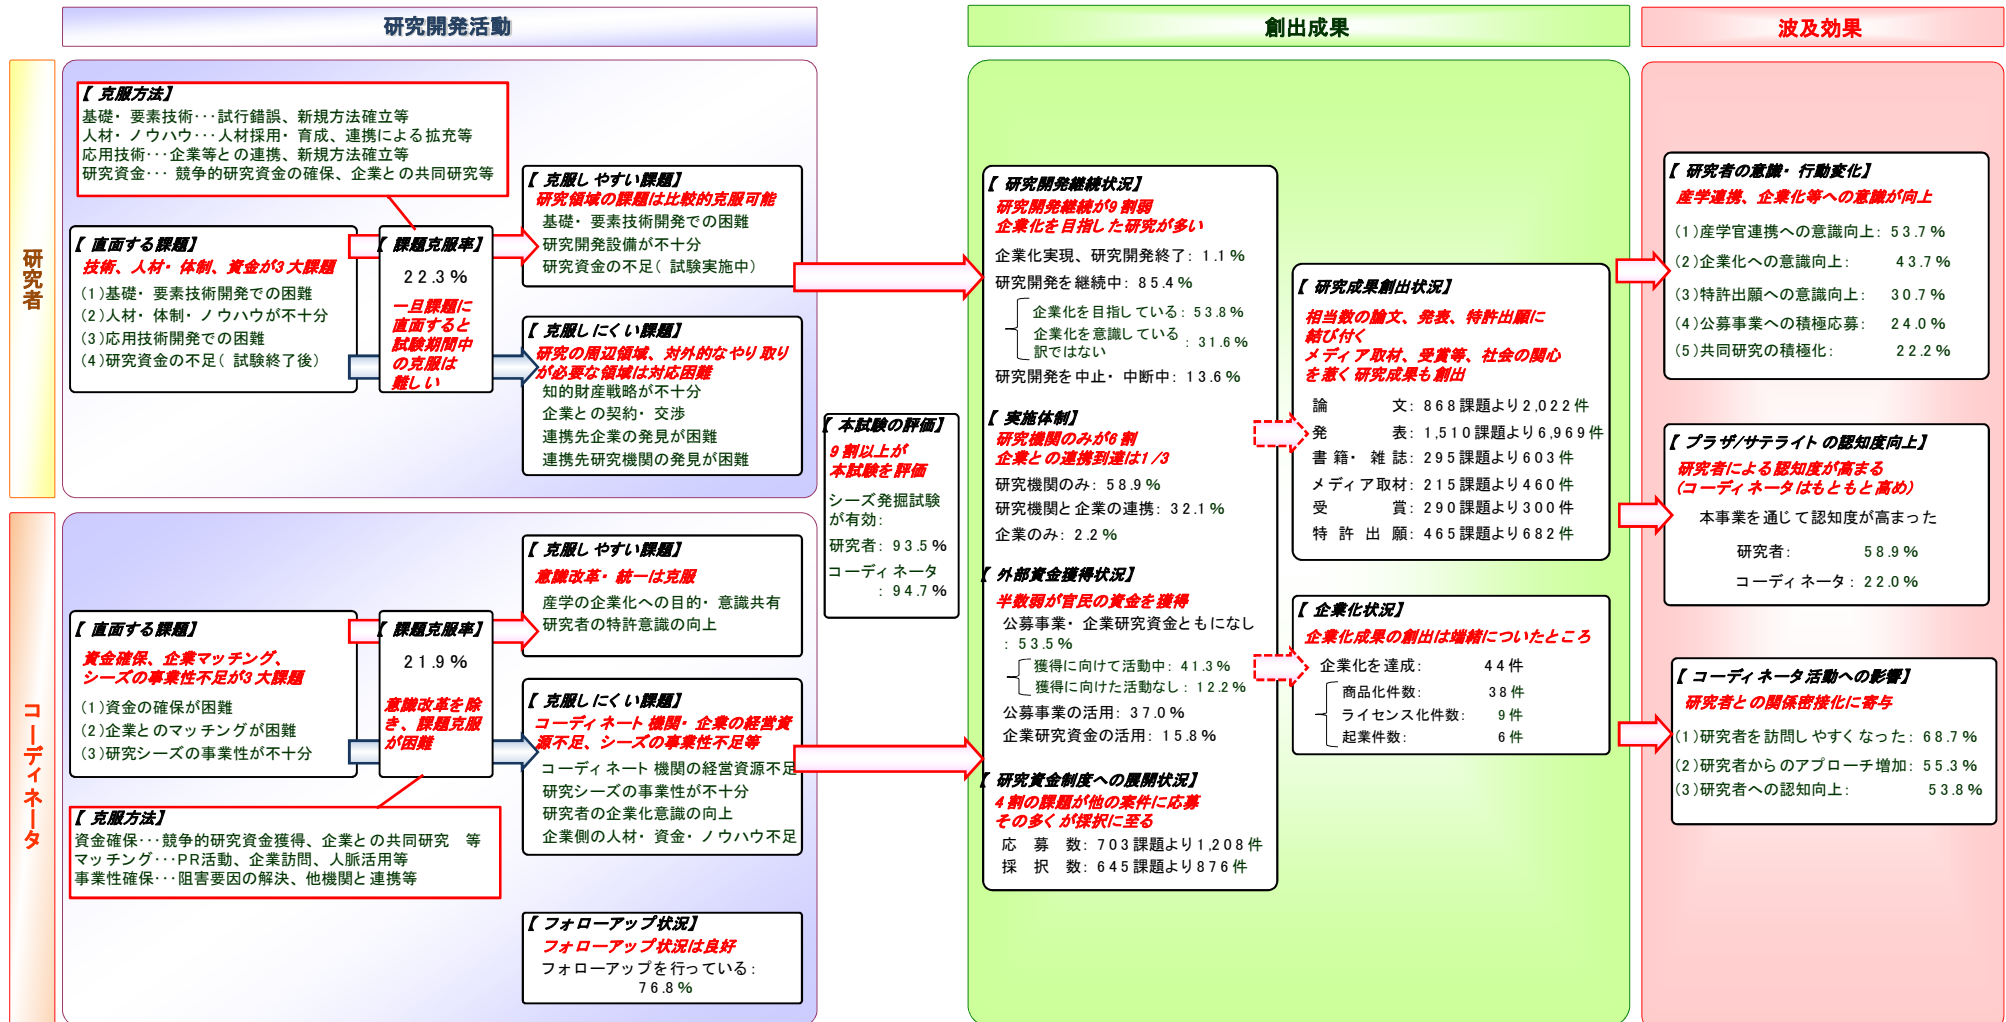 研究開発活動
創出成果
波及効果
研究者
【 克服方法】
基礎・要素技術･･･試行錯誤、新規方法確立等
人材・ノウハウ･･･人材採用・育成、連携による拡充等
応用技術･･･企業等との連携、新規方法確立等
研究資金･･･ 競争的研究資金の確保、企業との共同研究等
【 直面する課題】
技術、人材・体制、資金が3大課題
(1)基礎・要素技術開発での困難
(2)人材・体制・ノウハウが不十分
(3)応用技術開発での困難
(4)研究資金の不足( 試験終了後)
【 課題克服率】
22.3%
一旦課題に
直面すると
試験期間中
の克服は
難しい
【 克服しやすい課題】
研究領域の課題は比較的克服可能
基礎・要素技術開発での困難
研究開発設備が不十分
研究資金の不足( 試験実施中)
【 克服しにくい課題】
研究の周辺領域、対外的なやり取り
が必要な領域は対応困難
知的財産戦略が不十分
企業との契約・交渉
連携先企業の発見が困難
連携先研究機関の発見が困難
コーディネータ
【 直面する課題】
資金確保、企業マッチング、
シーズの事業性不足が3大課題
(1)資金の確保が困難
(2)企業とのマッチングが困難
(3)研究シーズの事業性が不十分
【 課題克服率】
21.9%
意識改革を除
き、課題克服
が困難
【 克服方法】
資金確保･･･競争的研究資金獲得、企業との共同研究 等
マッチング･･･PR活動、企業訪問、人脈活用等
事業性確保･･･阻害要因の解決、他機関と連携等
【 克服しやすい課題】
意識改革・統一は克服
産学の企業化への目的・意識共有
研究者の特許意識の向上
【 克服しにくい課題】
コーディネート機関・企業の経営資
源不足、シーズの事業性不足等
コーディネート機関の経営資源不足
研究シーズの事業性が不十分
研究者の企業化意識の向上
企業側の人材・資金・ノウハウ不足
【 フォローアップ状況】
フォローアップ状況は良好
フォローアップを行っている:
76.8%
【 本試験の評価】
9割以上が
本試験を評価
シーズ発掘試験
が有効:
研究者: 93.5%
コーディネータ
: 94.7%
【 研究開発継続状況】
研究開発継続が9割弱
企業化を目指した研究が多い
企業化実現、研究開発終了: 1.1%
研究開発を継続中: 85.4%
企業化を目指している: 53.8%
企業化を意識している
訳ではない : 31.6%
研究開発を中止・中断中: 13.6%
【 実施体制】
研究機関のみが6割
企業との連携到達は1/3
研究機関のみ: 58.9%
研究機関と企業の連携: 32.1%
企業のみ: 2.2%
【 外部資金獲得状況】
半数弱が官民の資金を獲得
公募事業・企業研究資金ともになし
: 53.5%
獲得に向けて活動中: 41.3%
獲得に向けた活動なし: 12.2%
公募事業の活用: 37.0%
企業研究資金の活用: 15.8%
【 研究資金制度への展開状況】
4割の課題が他の案件に応募
その多くが採択に至る
応 募 数: 703課題より1,208件
採 択 数: 645課題より876件
【 研究成果創出状況】
相当数の論文、発表、特許出願に
結び付く
メディア取材、受賞等、社会の関心
を惹く研究成果も創出
論 文: 868課題より2,022件
発 表: 1,510課題より6,969件
書籍・雑誌: 295課題より603件
メディア取材: 215課題より460件
受 賞: 290課題より300件
特 許 出 願: 465課題より682件
【 企業化状況】
企業化成果の創出は端緒についたところ
企業化を達成: 44件
商品化件数: 38件
ライセンス化件数: 9件
起業件数: 6件
【 研究者の意識・行動変化】
産学連携、企業化等への意識が向上
(1)産学官連携への意識向上: 53.7%
(2)企業化への意識向上: 43.7%
(3)特許出願への意識向上: 30.7%
(4)公募事業への積極応募: 24.0%
(5)共同研究の積極化: 22.2%
【 プラザ/サテライトの認知度向上】
研究者による認知度が高まる
(コーディネータはもともと高め)
本事業を通じて認知度が高まった
研究者: 58.9%
コーディネータ: 22.0%
【 コーディネータ活動への影響】
研究者との関係密接化に寄与
(1)研究者を訪問しやすくなった: 68.7%
(2)研究者からのアプローチ増加: 55.3%
(3)研究者への認知向上: 53.8%